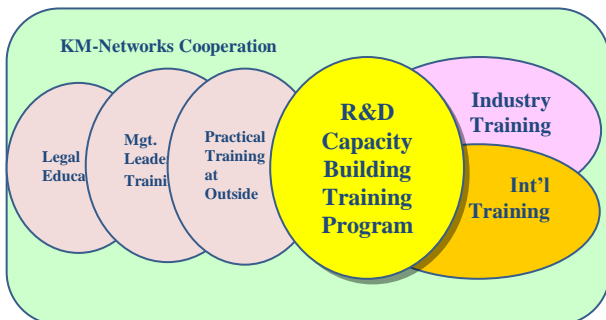 KM-Networks Cooperation
Legal
Educa
Mgt.
Leade
Traini
Practical
Training
at
Outside
R&D
Capacity
Building
Training
Program
Industry
Training
Int'l
Training